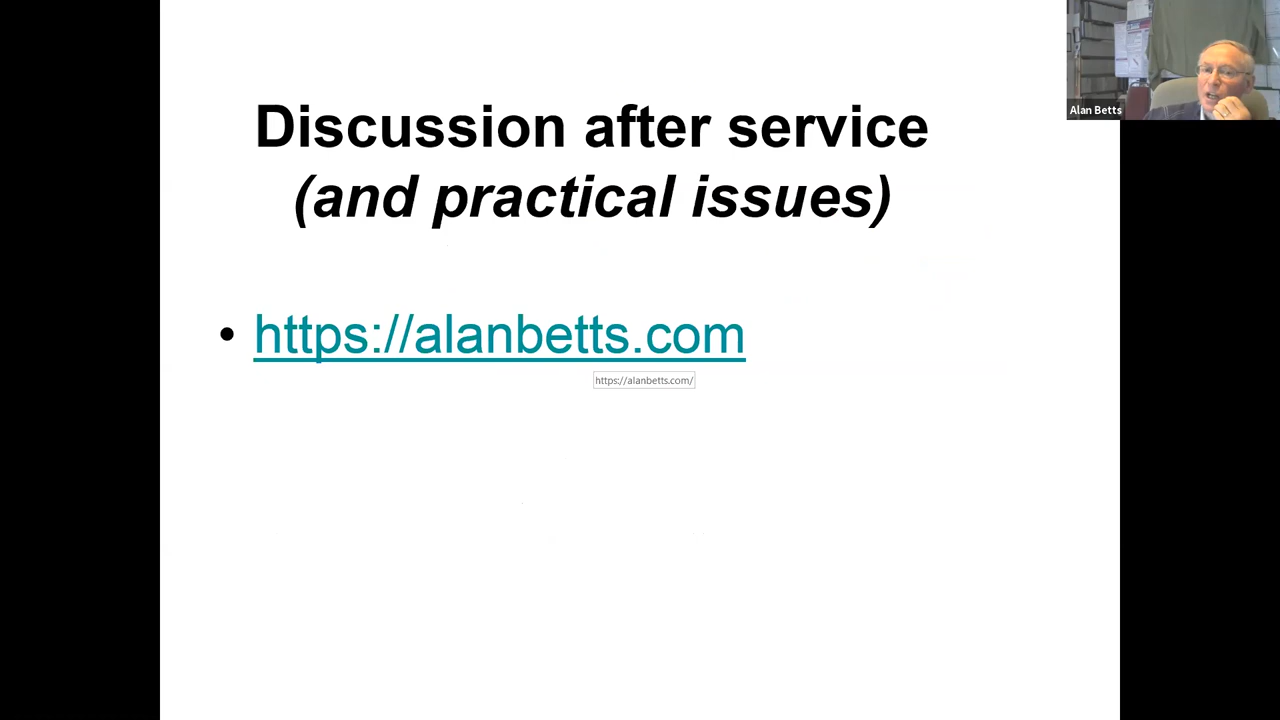 Discussion after service
(and practical issues)
• https://alanbetts.com
https://alanbetts.com/
Alan Betts